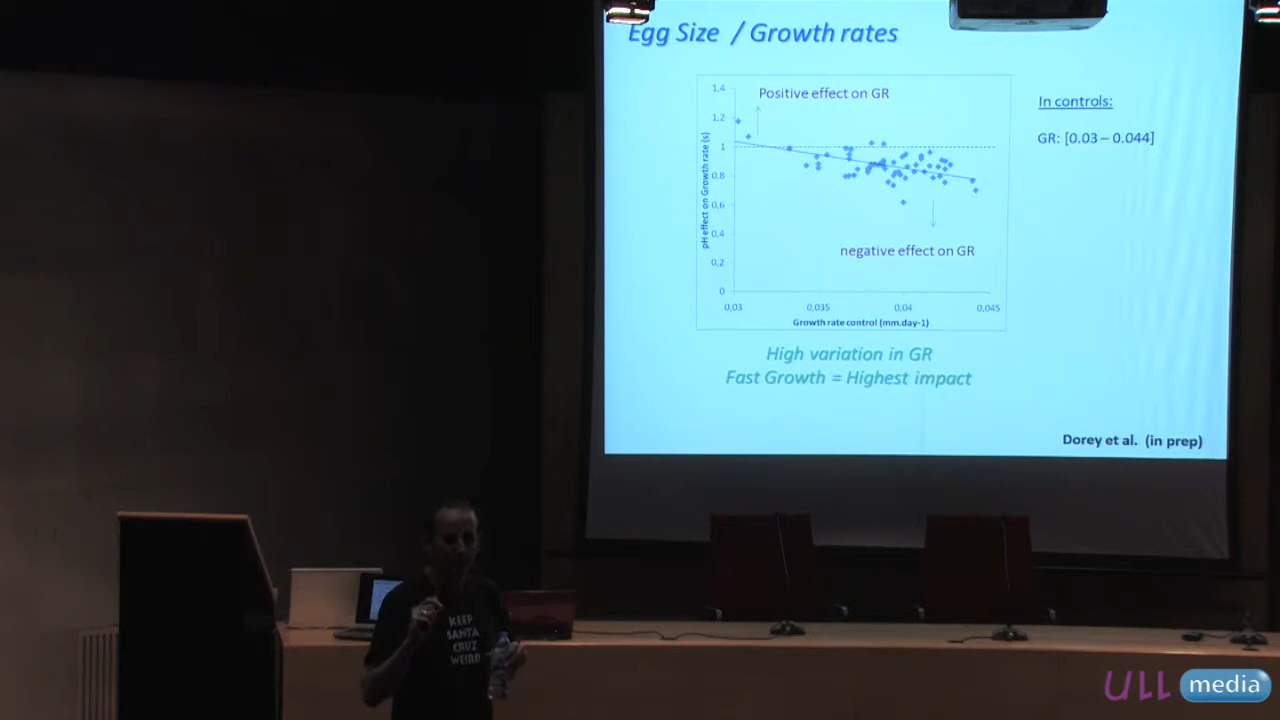 Egg Size / Growth rates
1,4
1,2
1
0,8
0,6
0,4
0,2
0
pH effect on Growth rate (s)
Positive effect on GR
negative effect on GR
0,03
0,035
0,04
0,045
Growth rate control (mm.day-1)
In controls:
GR: [0.03 – 0.044]
High variation in GR
Fast Growth = Highest impact
Dorey et al. (in prep)
KEEP
SANTA
CRUZ
WEIRD
ULL media